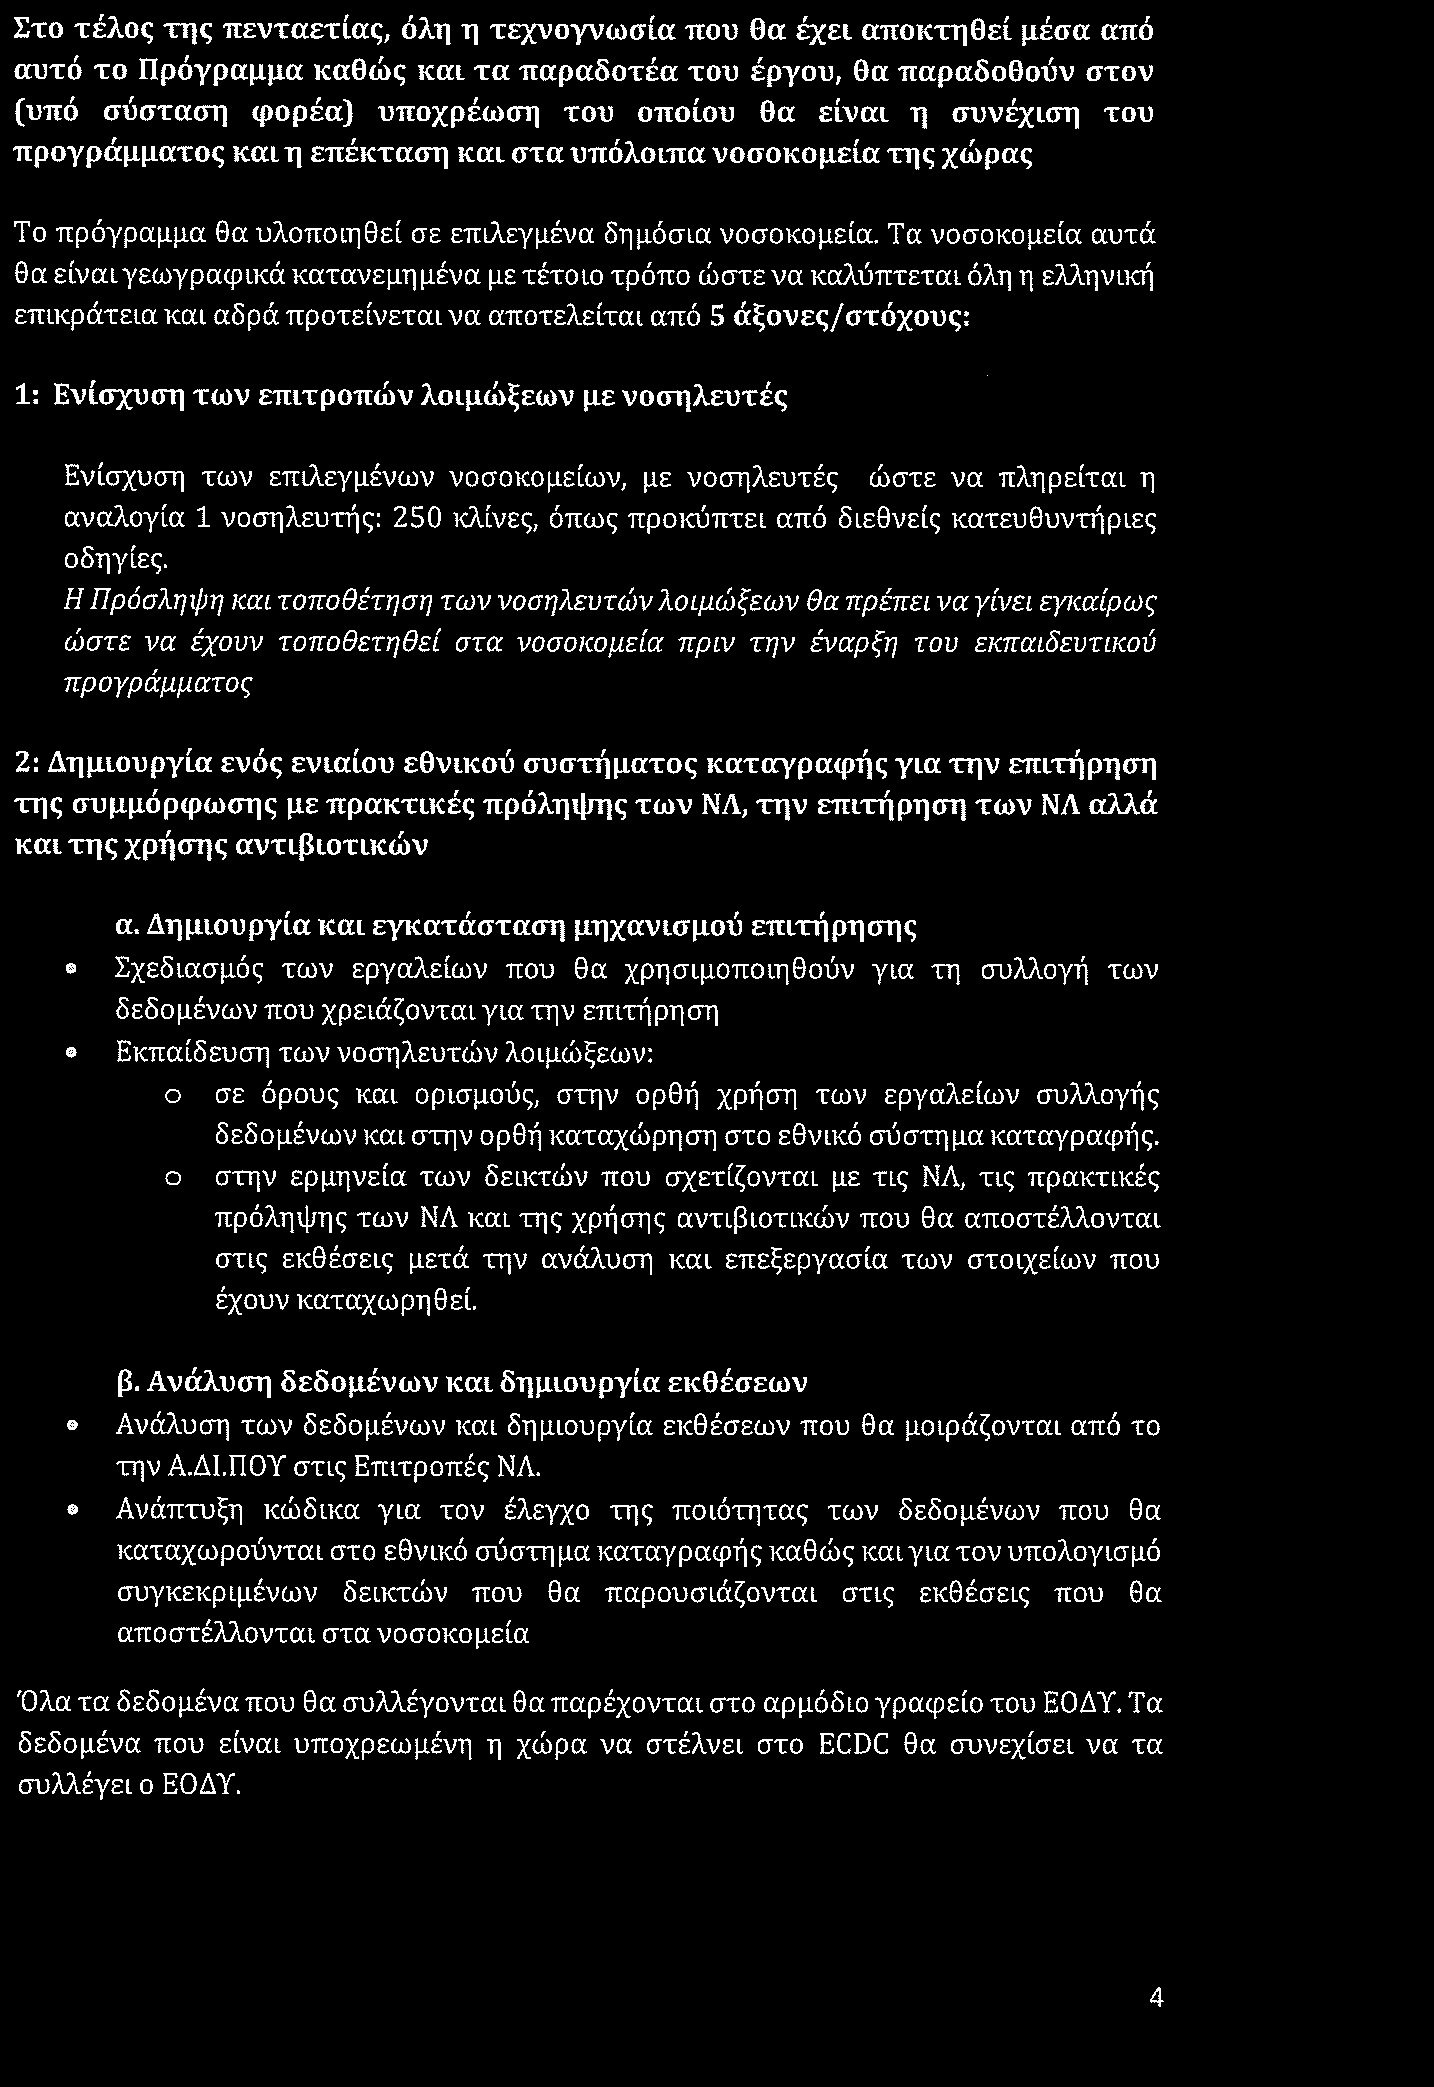 Στο τέλος της πενταετίας, όλη η τεχνογνωσία που θα έχει αποκτηθεί μέσα από
αυτό το Πρόγραμμα καθώς και τα παραδοτέα του έργου, θα παραδοθούν στον
(υπό σύσταση φορέα) υποχρέωση του οποίου θα είναι η συνέχιση του
προγράμματος και η επέκταση και στα υπόλοιπα νοσοκομεία της χώρας
Το πρόγραμμα θα υλοποιηθεί σε επιλεγμένα δημόσια νοσοκομεία. Τα νοσοκομεία αυτά
θα είναι γεωγραφικά κατανεμημένα με τέτοιο τρόπο ώστε να καλύπτεται όλη η ελληνική
επικράτεια και αδρά προτείνεται να αποτελείται από 5 άξονες/στόχους:
1: Ενίσχυση των επιτροπών λοιμώξεων με νοσηλευτές
Ενίσχυση των επιλεγμένων νοσοκομείων, με νοσηλευτές ώστε να πληρείται η
αναλογία 1 νοσηλευτής: 250 κλίνες, όπως προκύπτει από διεθνείς κατευθυντήριες
οδηγίες.
Η Πρόσληψη και τοποθέτηση των νοσηλευτών λοιμώξεων θα πρέπει να γίνει εγκαίρως
ώστε να έχουν τοποθετηθεί στα νοσοκομεία πριν την έναρξη του εκπαιδευτικού
προγράμματος
2: Δημιουργία ενός ενιαίου εθνικού συστήματος καταγραφής για την επιτήρηση
της συμμόρφωσης με πρακτικές πρόληψης των ΝΛ, την επιτήρηση των ΝΛ αλλά
και της χρήσης αντιβιοτικών
α. Δημιουργία και εγκατάσταση μηχανισμού επιτήρησης
• Σχεδιασμός των εργαλείων που θα χρησιμοποιηθούν για τη συλλογή των
δεδομένων που χρειάζονται για την επιτήρηση
• Εκπαίδευση των νοσηλευτών λοιμώξεων:
o σε όρους και ορισμούς, στην ορθή χρήση των εργαλείων συλλογής
δεδομένων και στην ορθή καταχώρηση στο εθνικό σύστημα καταγραφής.
o στην ερμηνεία των δεικτών που σχετίζονται με τις ΝΛ, τις πρακτικές
πρόληψης των ΝΛ και της χρήσης αντιβιοτικών που θα αποστέλλονται
στις εκθέσεις μετά την ανάλυση και επεξεργασία των στοιχείων που
έχουν καταχωρηθεί.
β. Ανάλυση δεδομένων και δημιουργία εκθέσεων
• Ανάλυση των δεδομένων και δημιουργία εκθέσεων που θα μοιράζονται από το
την Α.ΔΙ.ΠΟΥ στις Επιτροπές ΝΛ.
• Ανάπτυξη κώδικα για τον έλεγχο της ποιότητας των δεδομένων που θα
καταχωρούνται στο εθνικό σύστημα καταγραφής καθώς και για τον υπολογισμό
συγκεκριμένων δεικτών που θα παρουσιάζονται στις εκθέσεις που θα
αποστέλλονται στα νοσοκομεία
Όλα τα δεδομένα που θα συλλέγονται θα παρέχονται στο αρμόδιο γραφείο του ΕΟΔΥ. Τα
δεδομένα που είναι υποχρεωμένη η χώρα να στέλνει στο ECDC θα συνεχίσει να τα
συλλέγει ο ΕΟΔΥ.
4